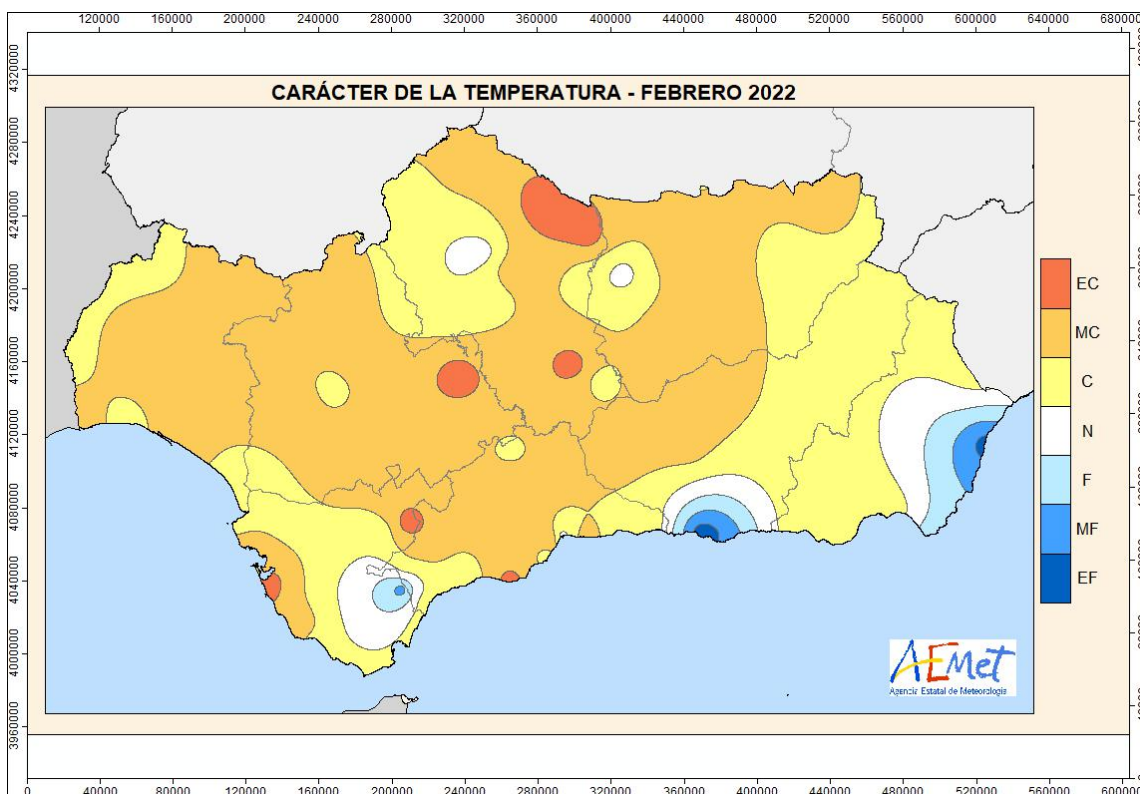 120000 160000 200000 240000 280000 320000 360000 400000 440000 480000 520000 560000 600000 640000 680000
CARÁCTER DE LA TEMPERATURA - FEBRERO 2022
4320000
4280000
4240000
4200000
4160000
4120000
4080000
4040000
4000000
3960000
EC
MC
C
N
F
MF
EF
AEMet
Agencia Estatal de Meteorología
0 40000 80000 120000 160000 200000 240000 280000 320000 360000 400000 440000 480000 520000 560000 600000